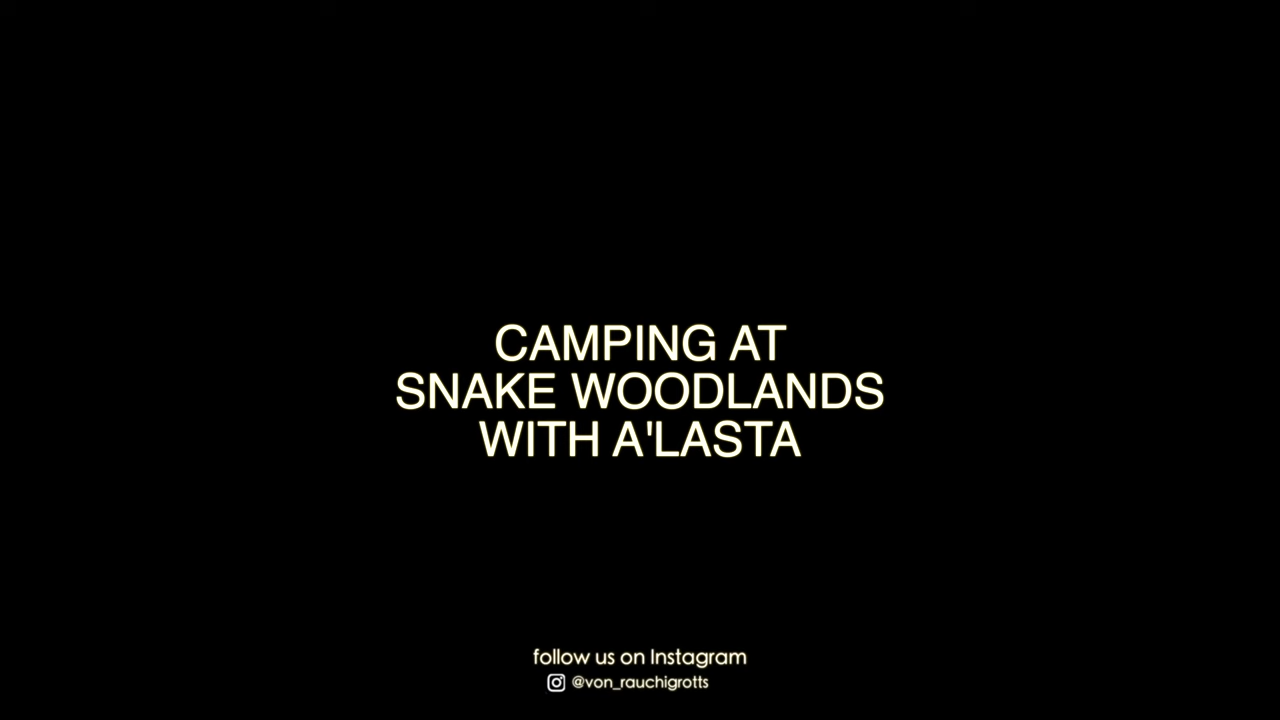 CAMPING AT
SNAKE WOODLANDS
WITH A'LASTA
follow us on Instagram
@von_rauchigrotts